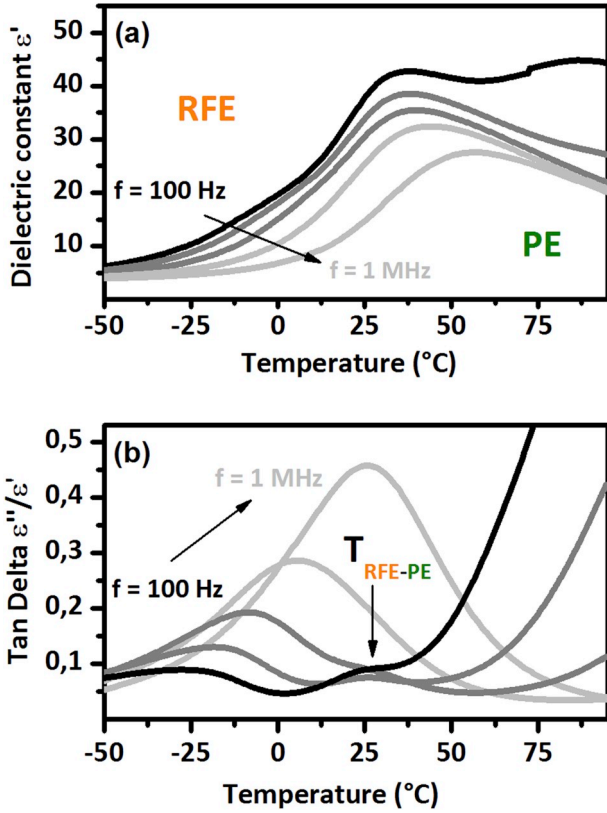 (a)
Dielectric constant ε'
50
40
30
20
10
RFE
f = 100 Hz
f = 1 MHz
PE
-50 -25 0 25 50 75
Temperature (°C)
(b)
Tan Delta ε''/ε'
0,5
0,4
0,3
0,2
0,1
f = 1 MHz
f = 100 Hz
T RFE-PE
-50 -25 0 25 50 75
Temperature (°C)